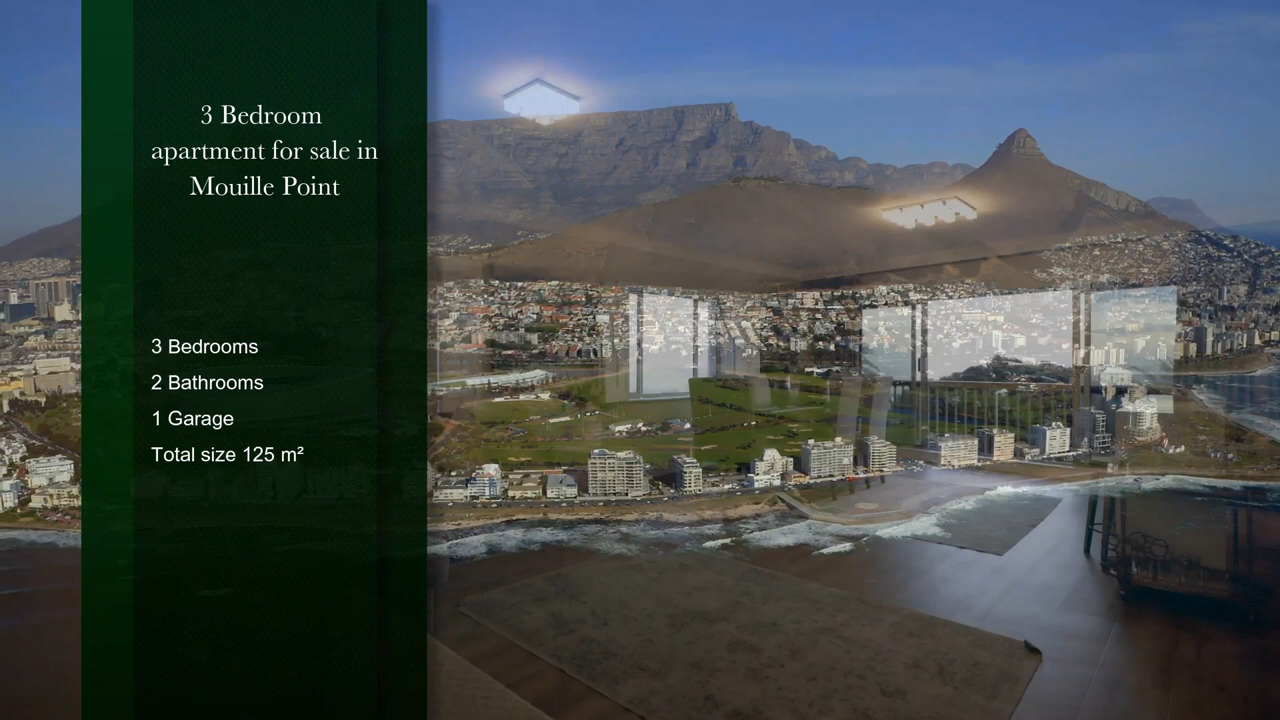 3 Bedroom
apartment for sale in
Mouille Point
3 Bedrooms
2 Bathrooms
1 Garage
Total size 125 m²